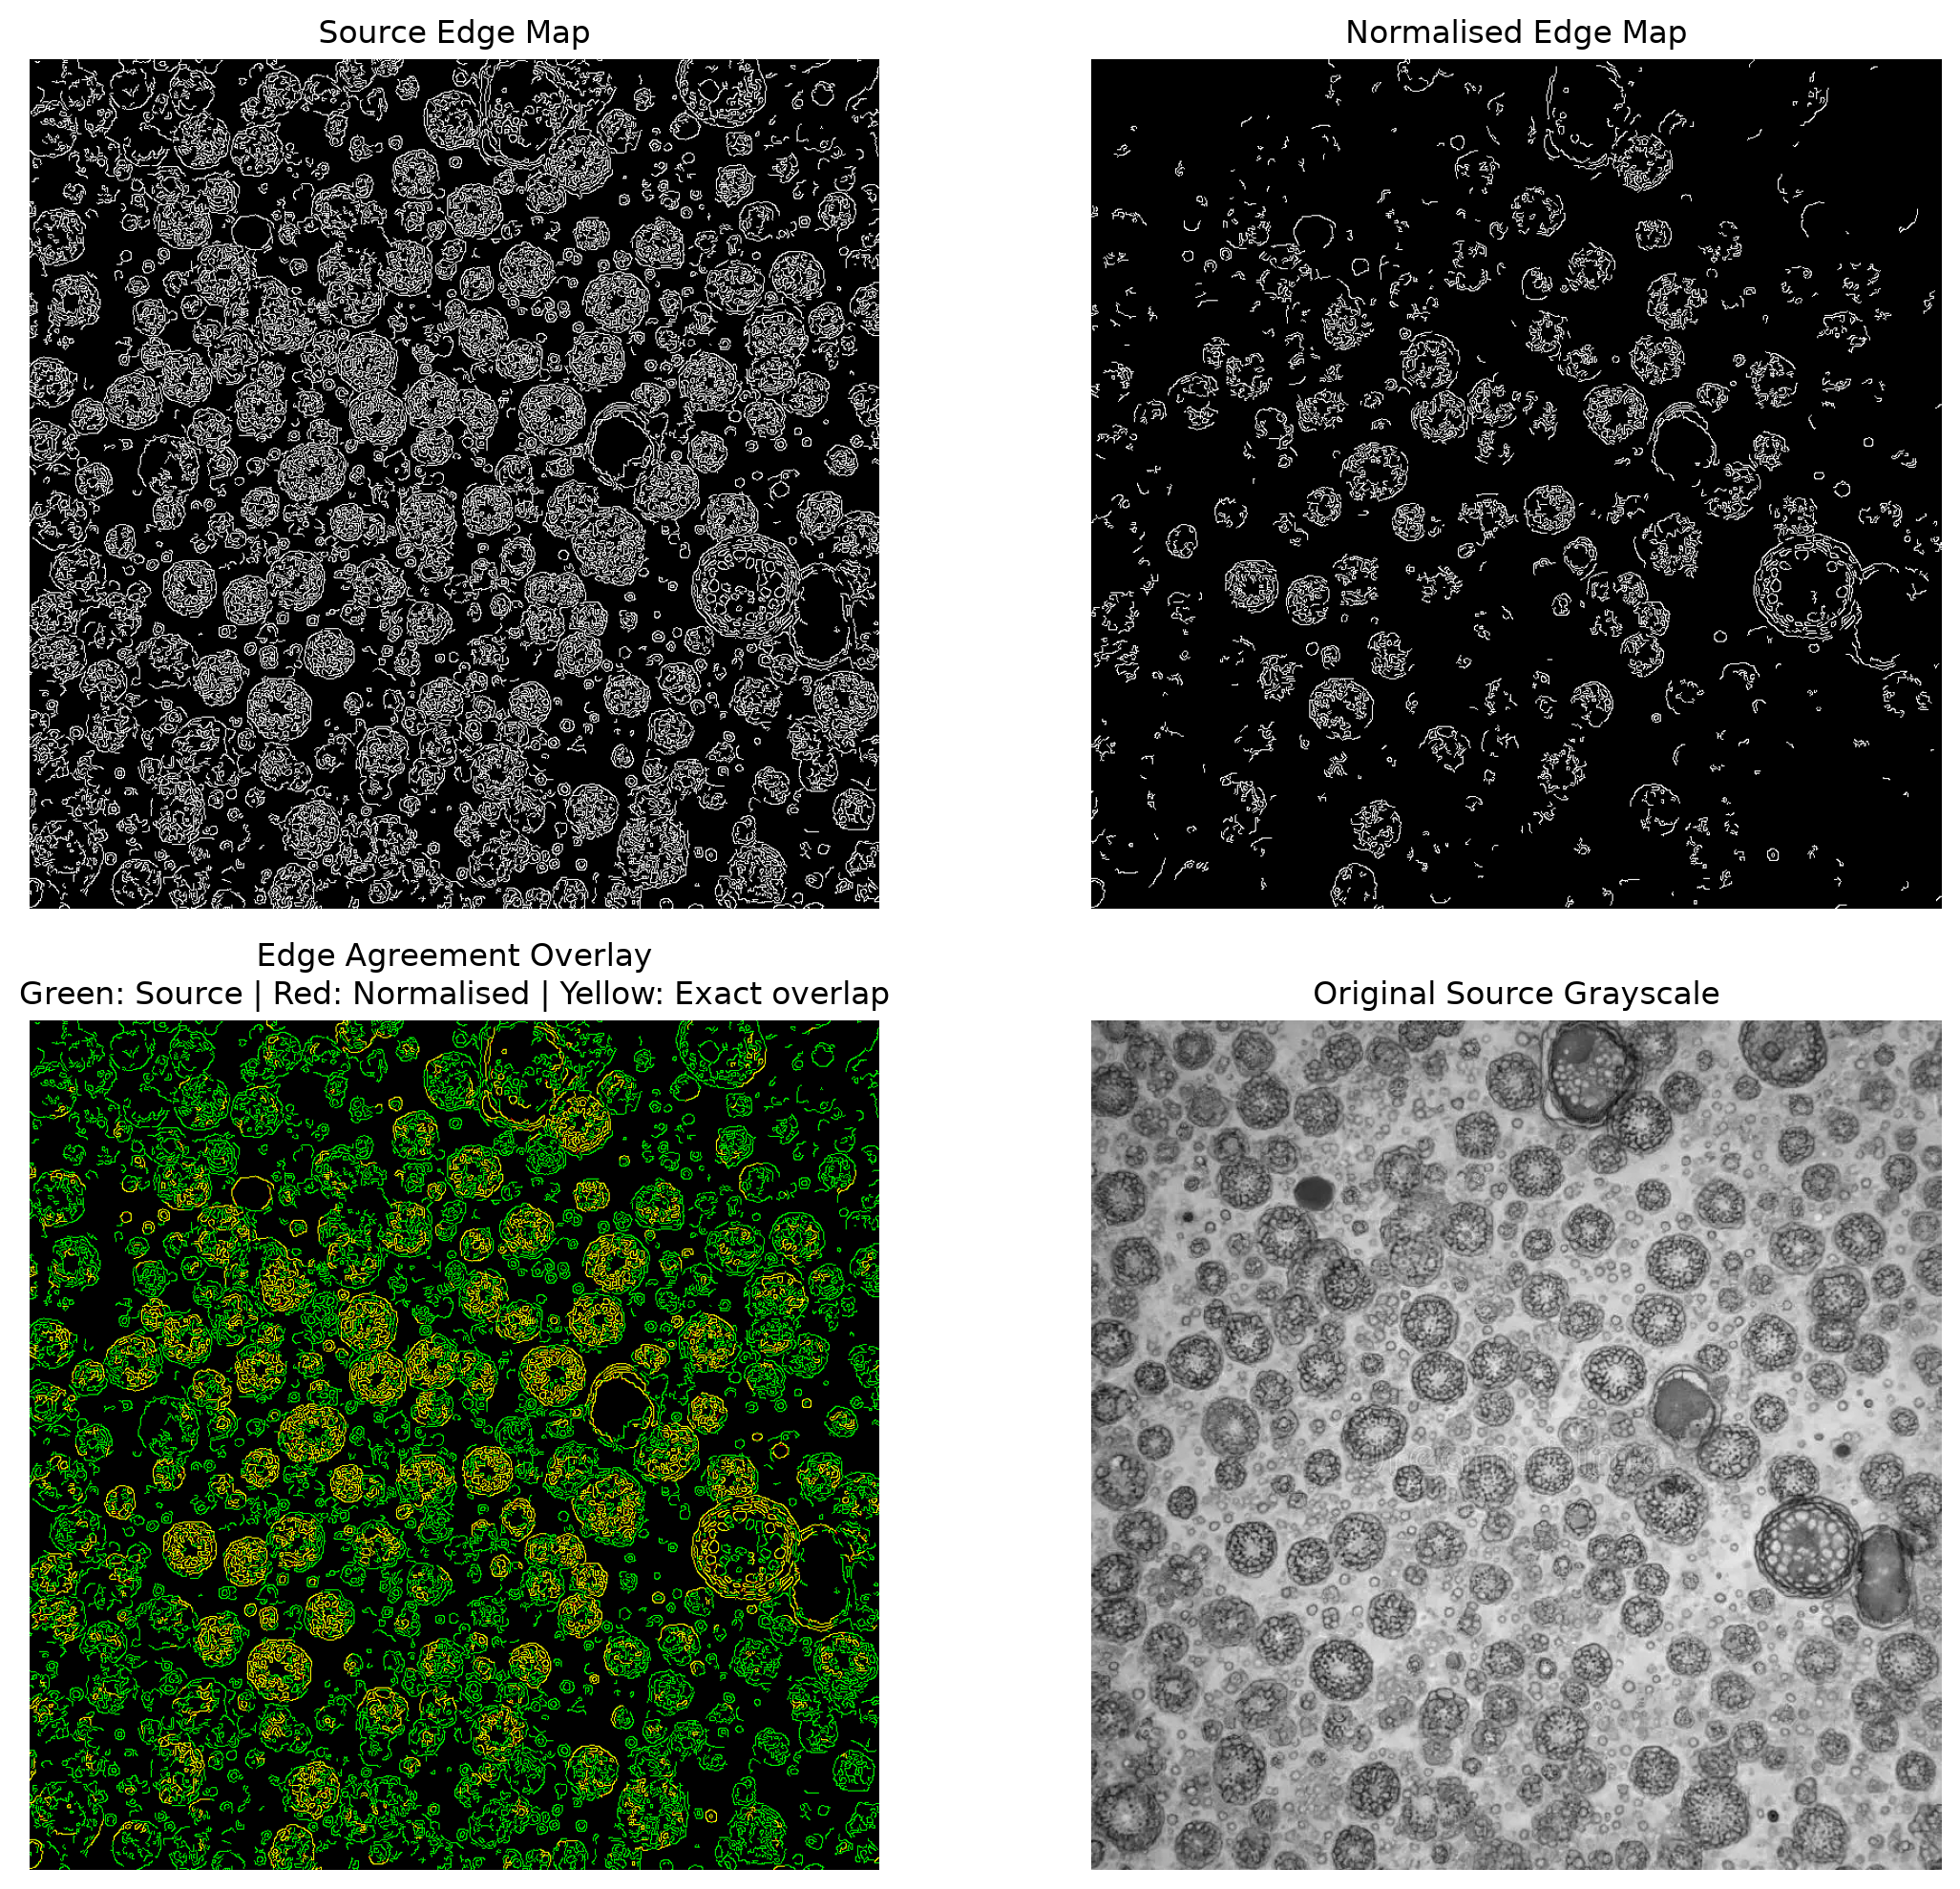 Source Edge Map
Normalised Edge Map
Edge Agreement Overlay
Green: Source | Red: Normalised | Yellow: Exact overlap
Original Source Grayscale